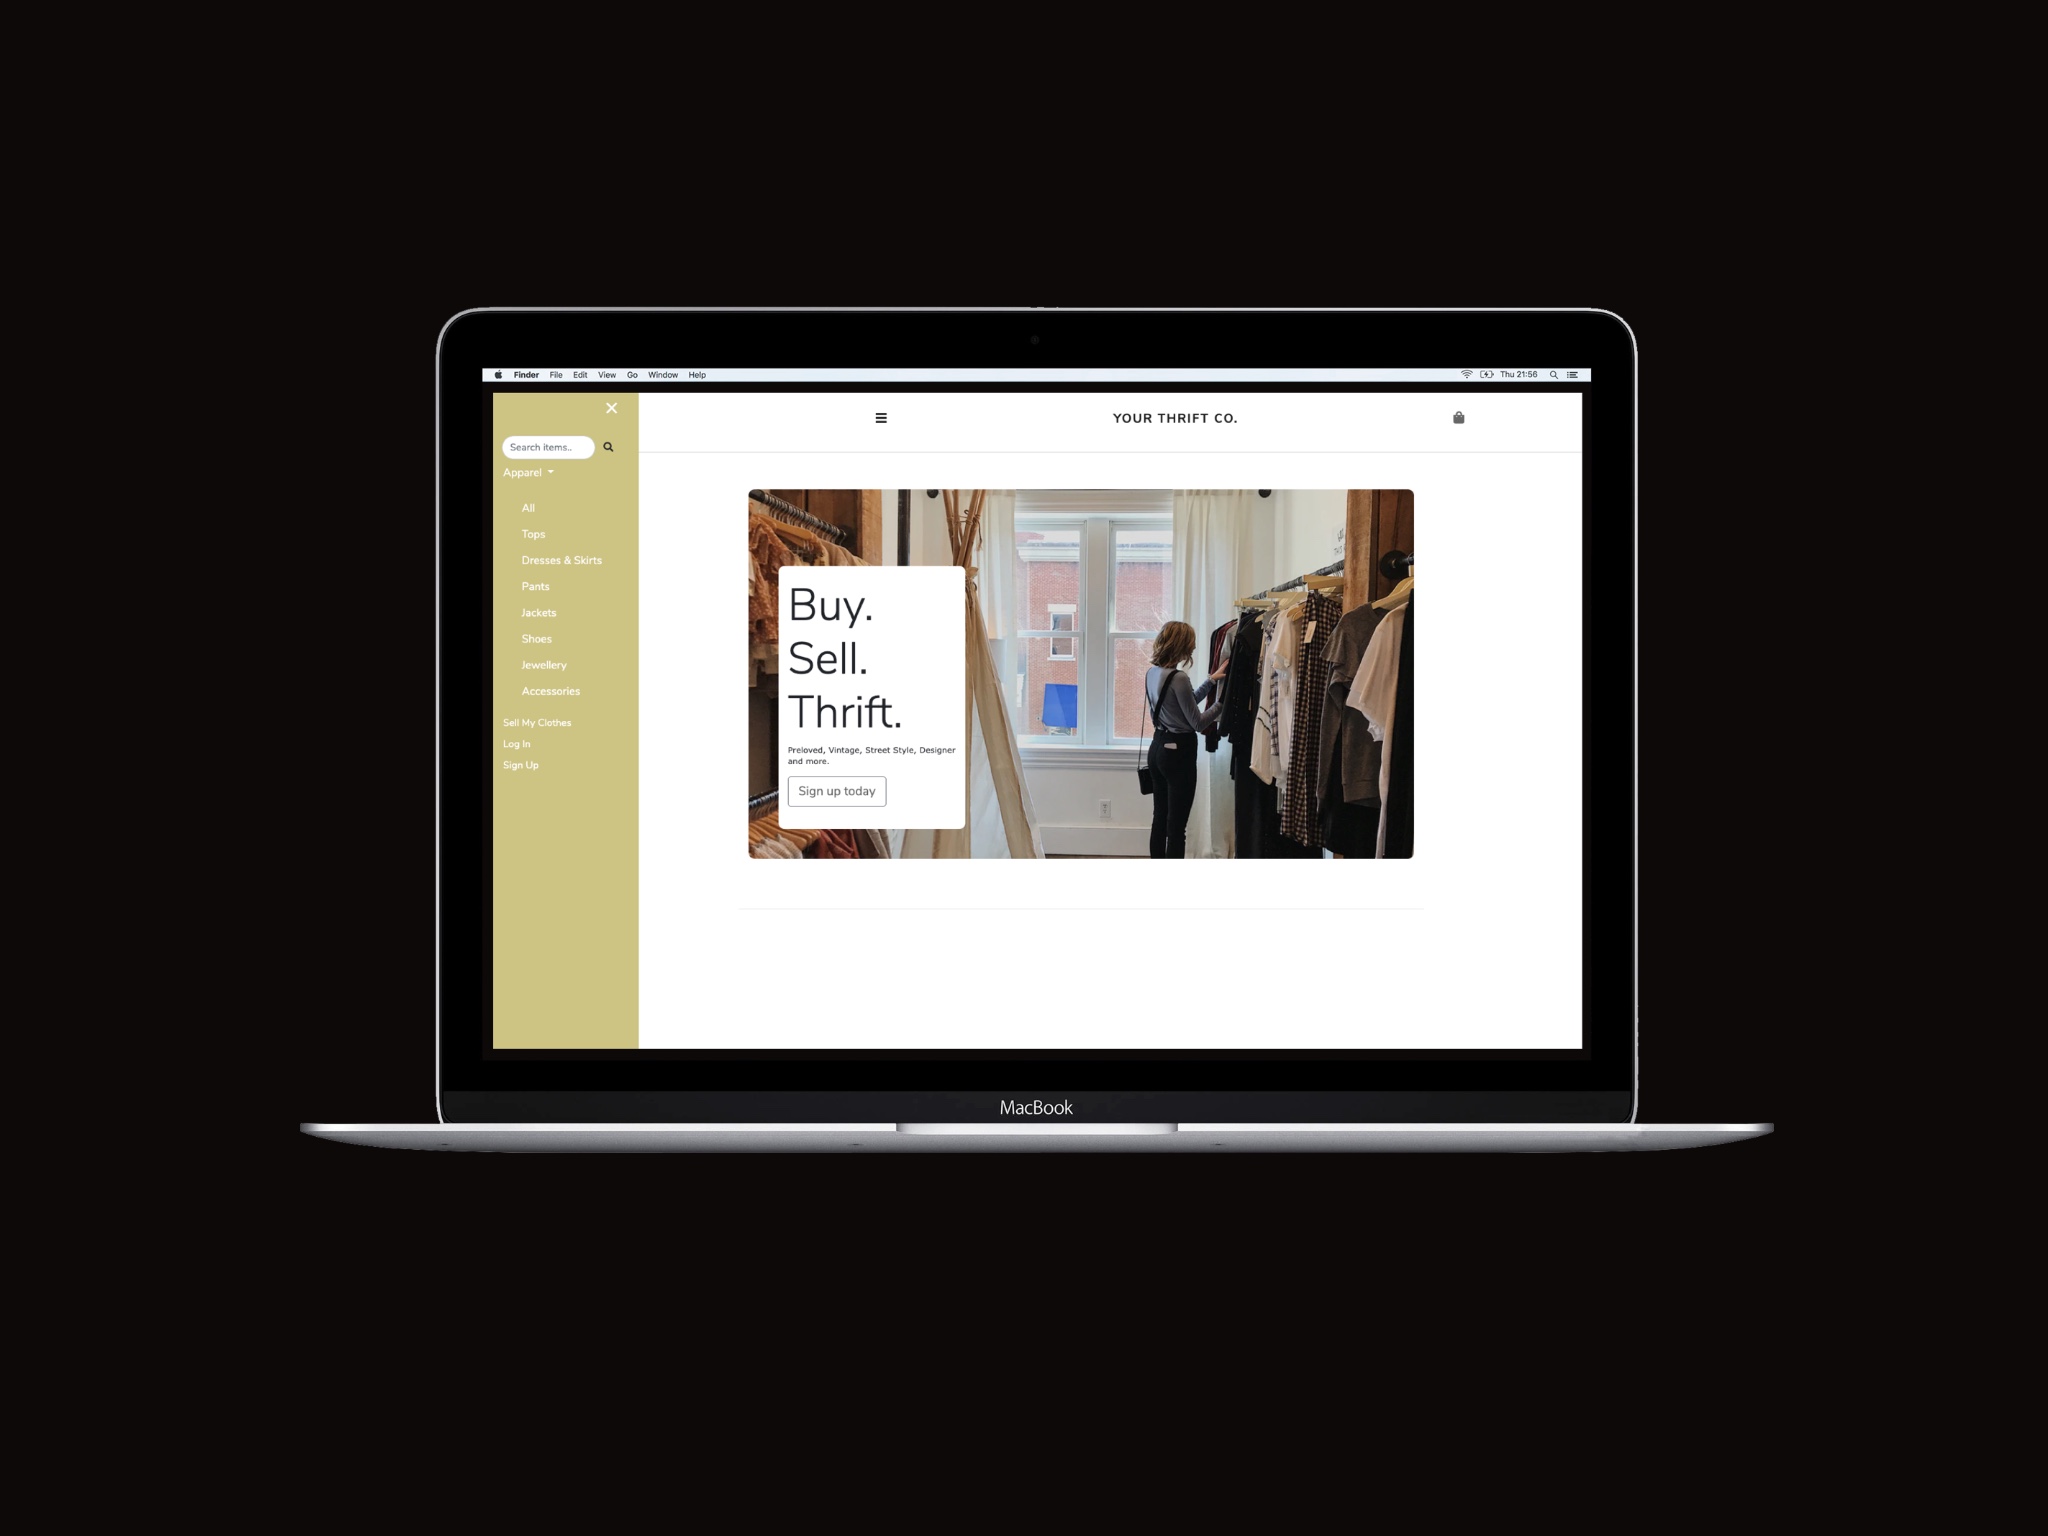 Finder File Edit View Go Window Help
Thu 21:56
Search items..
Apparel
All
Tops
Dresses & Skirts
Pants
Jackets
Shoes
Jewellery
Accessories
Sell My Clothes
Log In
Sign Up
YOUR THRIFT CO.
Buy.
Sell.
Thrift.
Preloved, Vintage, Street Style, Designer
and more.
Sign up today
MacBook